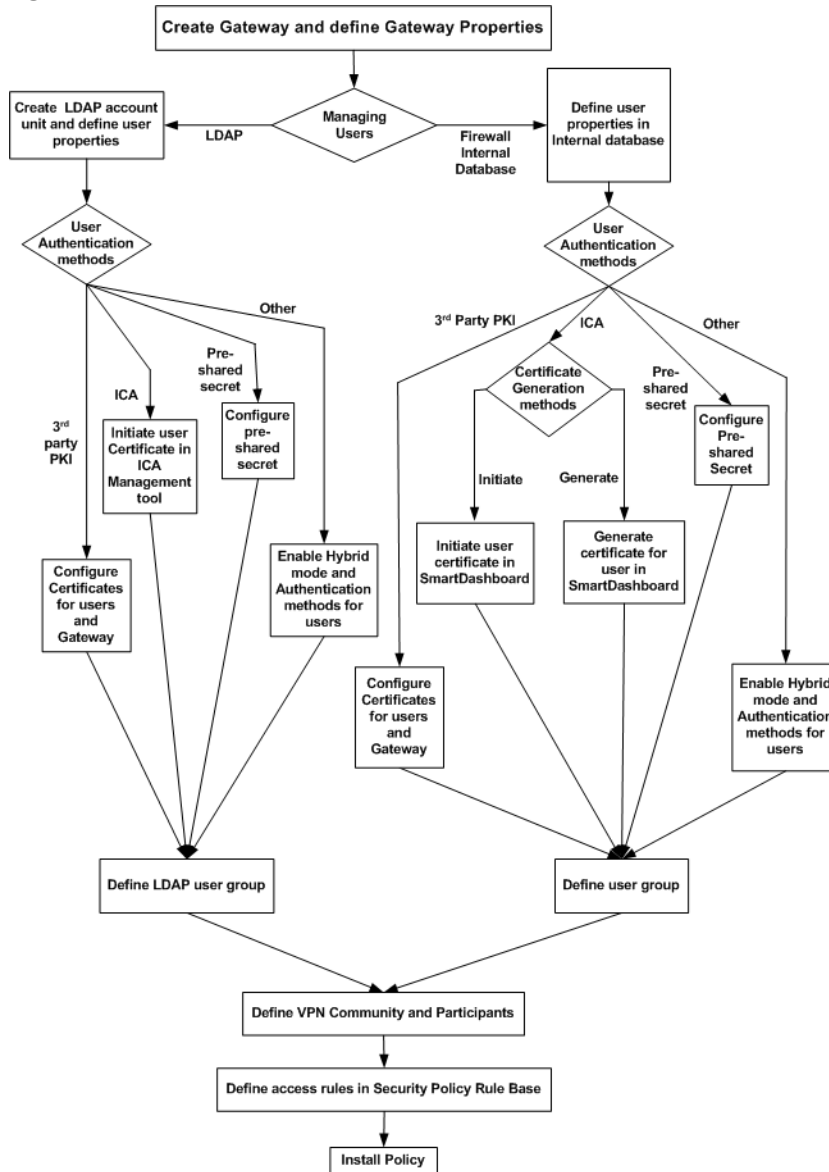 Create Gateway and define Gateway Properties
Create LDAP account
unit and define user
properties
LDAP
Managing
Users
Firewall
Internal
Database
Define user
properties in
Internal database
User
Authentication
methods
User
Authentication
methods
Other
3rd Party PKI
ICA
Other
Pre-
shared
secret
ICA
3rd
party
PKI
Initiate user
Certificate in
ICA
Management
tool
Configure
pre-
shared
secret
Certificate
Generation
methods
Pre-
shared
secret
Configure
Pre-
shared
Secret
Initiate
Generate
Configure
Certificates
for users
and
Gateway
Enable Hybrid
mode and
Authentication
methods for
users
Initiate user
certificate in
SmartDashboard
Generate
certificate for
user in
SmartDashboard
Configure
Certificates
for users
and
Gateway
Enable Hybrid
mode and
Authentication
methods for
users
Define LDAP user group
Define user group
Define VPN Community and Participants
Define access rules in Security Policy Rule Base
Install Policy